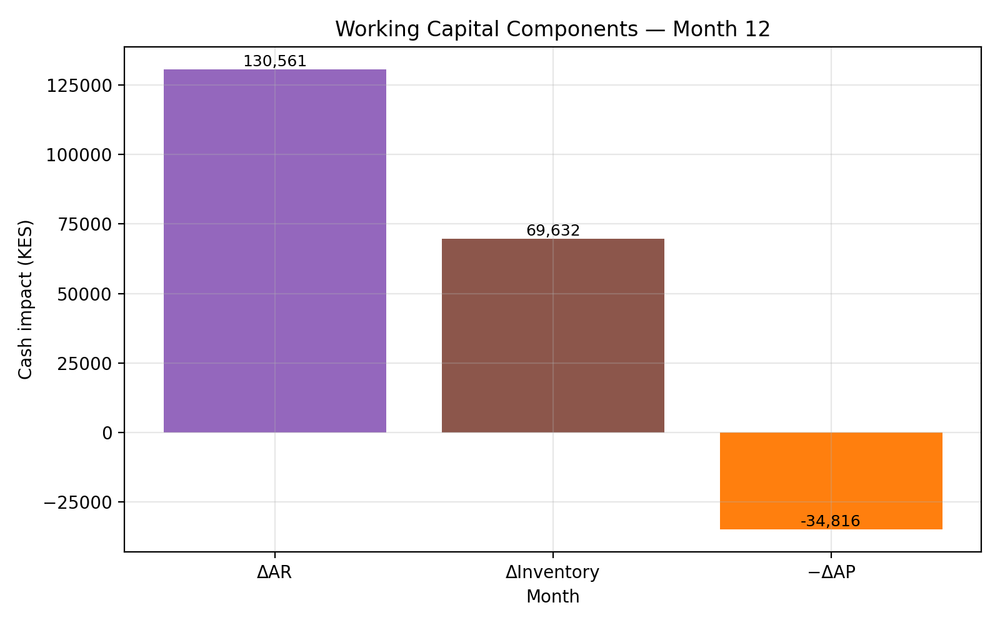 Working Capital Components — Month 12
Cash impact (KES)
125000
100000
75000
50000
25000
0
−25000
130,561
69,632
-34,816
ΔAR
ΔInventory
−ΔAP
Month